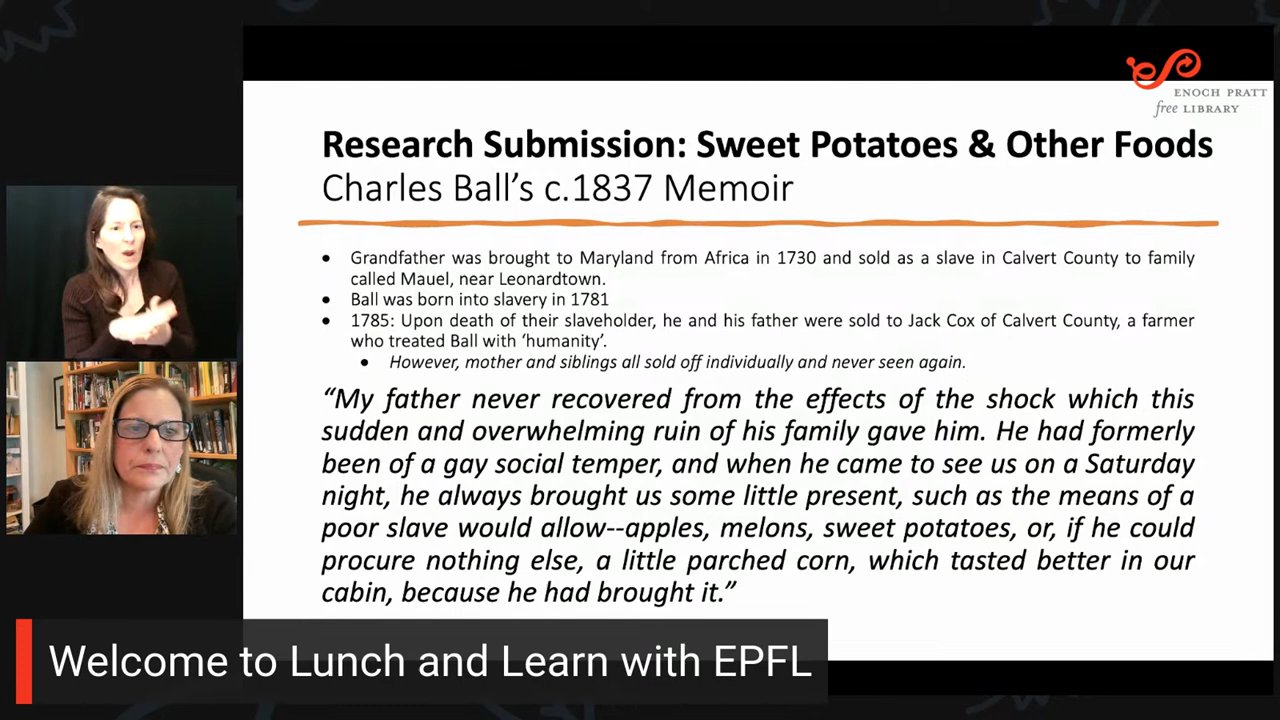 ENOCH PRATT
free LIBRARY
Research Submission: Sweet Potatoes & Other Foods
Charles Ball's c.1837 Memoir
• Grandfather was brought to Maryland from Africa in 1730 and sold as a slave in Calvert County to family
called Mauel, near Leonardtown.
• Ball was born into slavery in 1781
• 1785: Upon death of their slaveholder, he and his father were sold to Jack Cox of Calvert County, a farmer
who treated Ball with ‘humanity’.
• However, mother and siblings all sold off individually and never seen again.
“My father never recovered from the effects of the shock which this
sudden and overwhelming ruin of his family gave him. He had formerly
been of a gay social temper, and when he came to see us on a Saturday
night, he always brought us some little present, such as the means of a
poor slave would allow--apples, melons, sweet potatoes, or, if he could
procure nothing else, a little parched corn, which tasted better in our
cabin, because he had brought it.”
Welcome to Lunch and Learn with EPFL